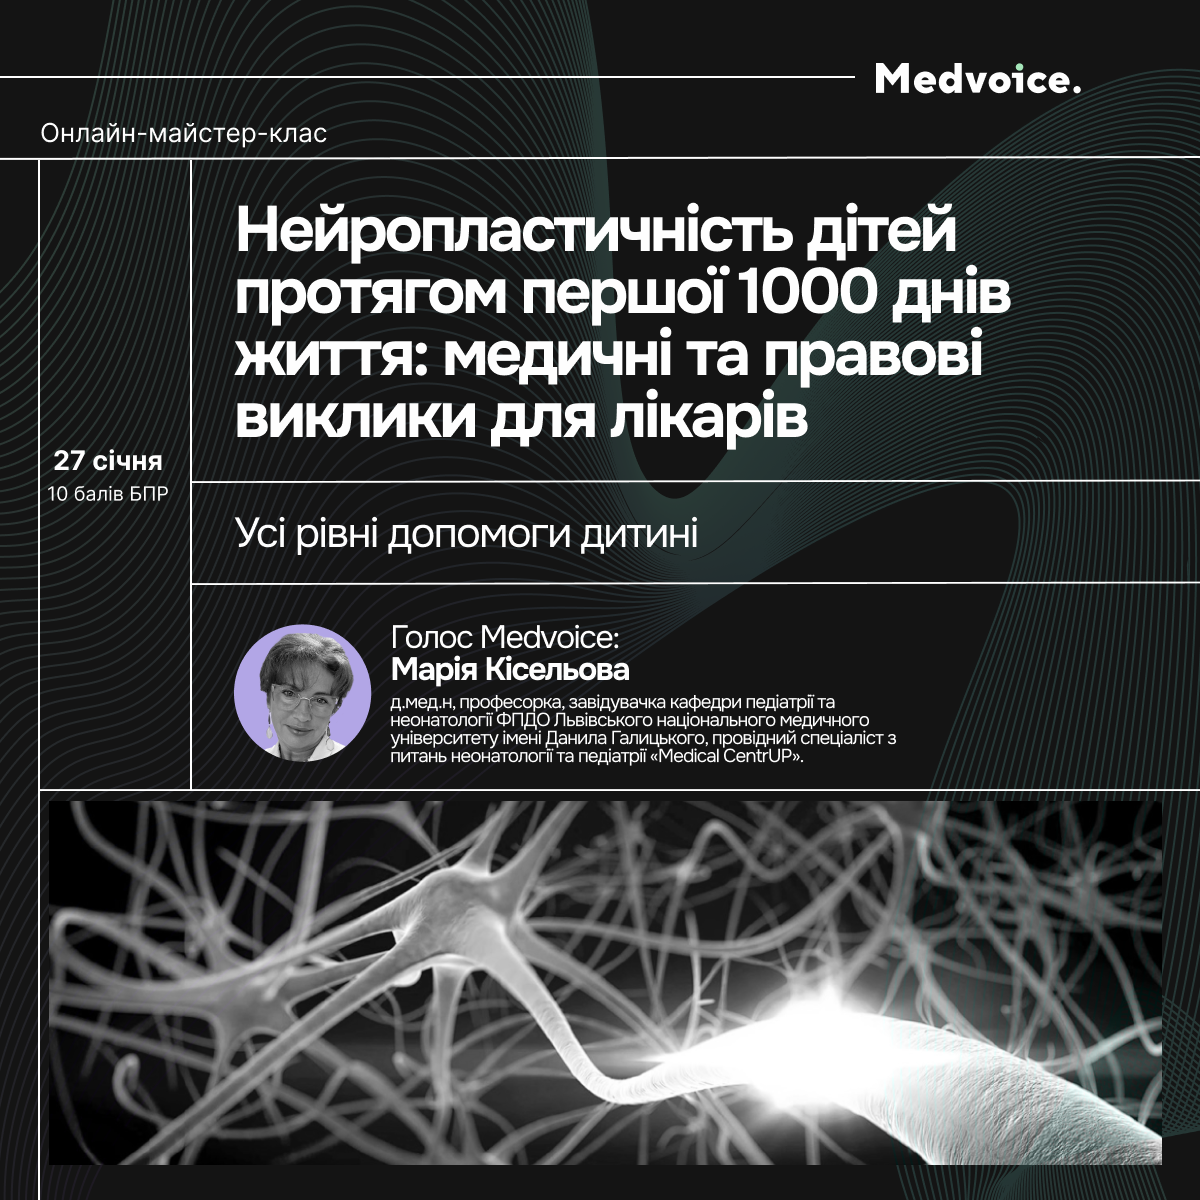 Medvoice.
Онлайн-майстер-клас
Нейропластичність дітей
протягом першої 1000 днів
життя: медичні та правові
виклики для лікарів
27 січня
10 балів БПР
Усі рівні допомоги дитині
Голос Medvoice:
Марія Кісельова
д.мед.н, професорка, завідувачка кафедри педіатрії та
неонатології ФПДО Львівського національного медичного
університету імені Данила Галицького, провідний спеціаліст з
питань неонатології та педіатрії «Medical CentrUP».